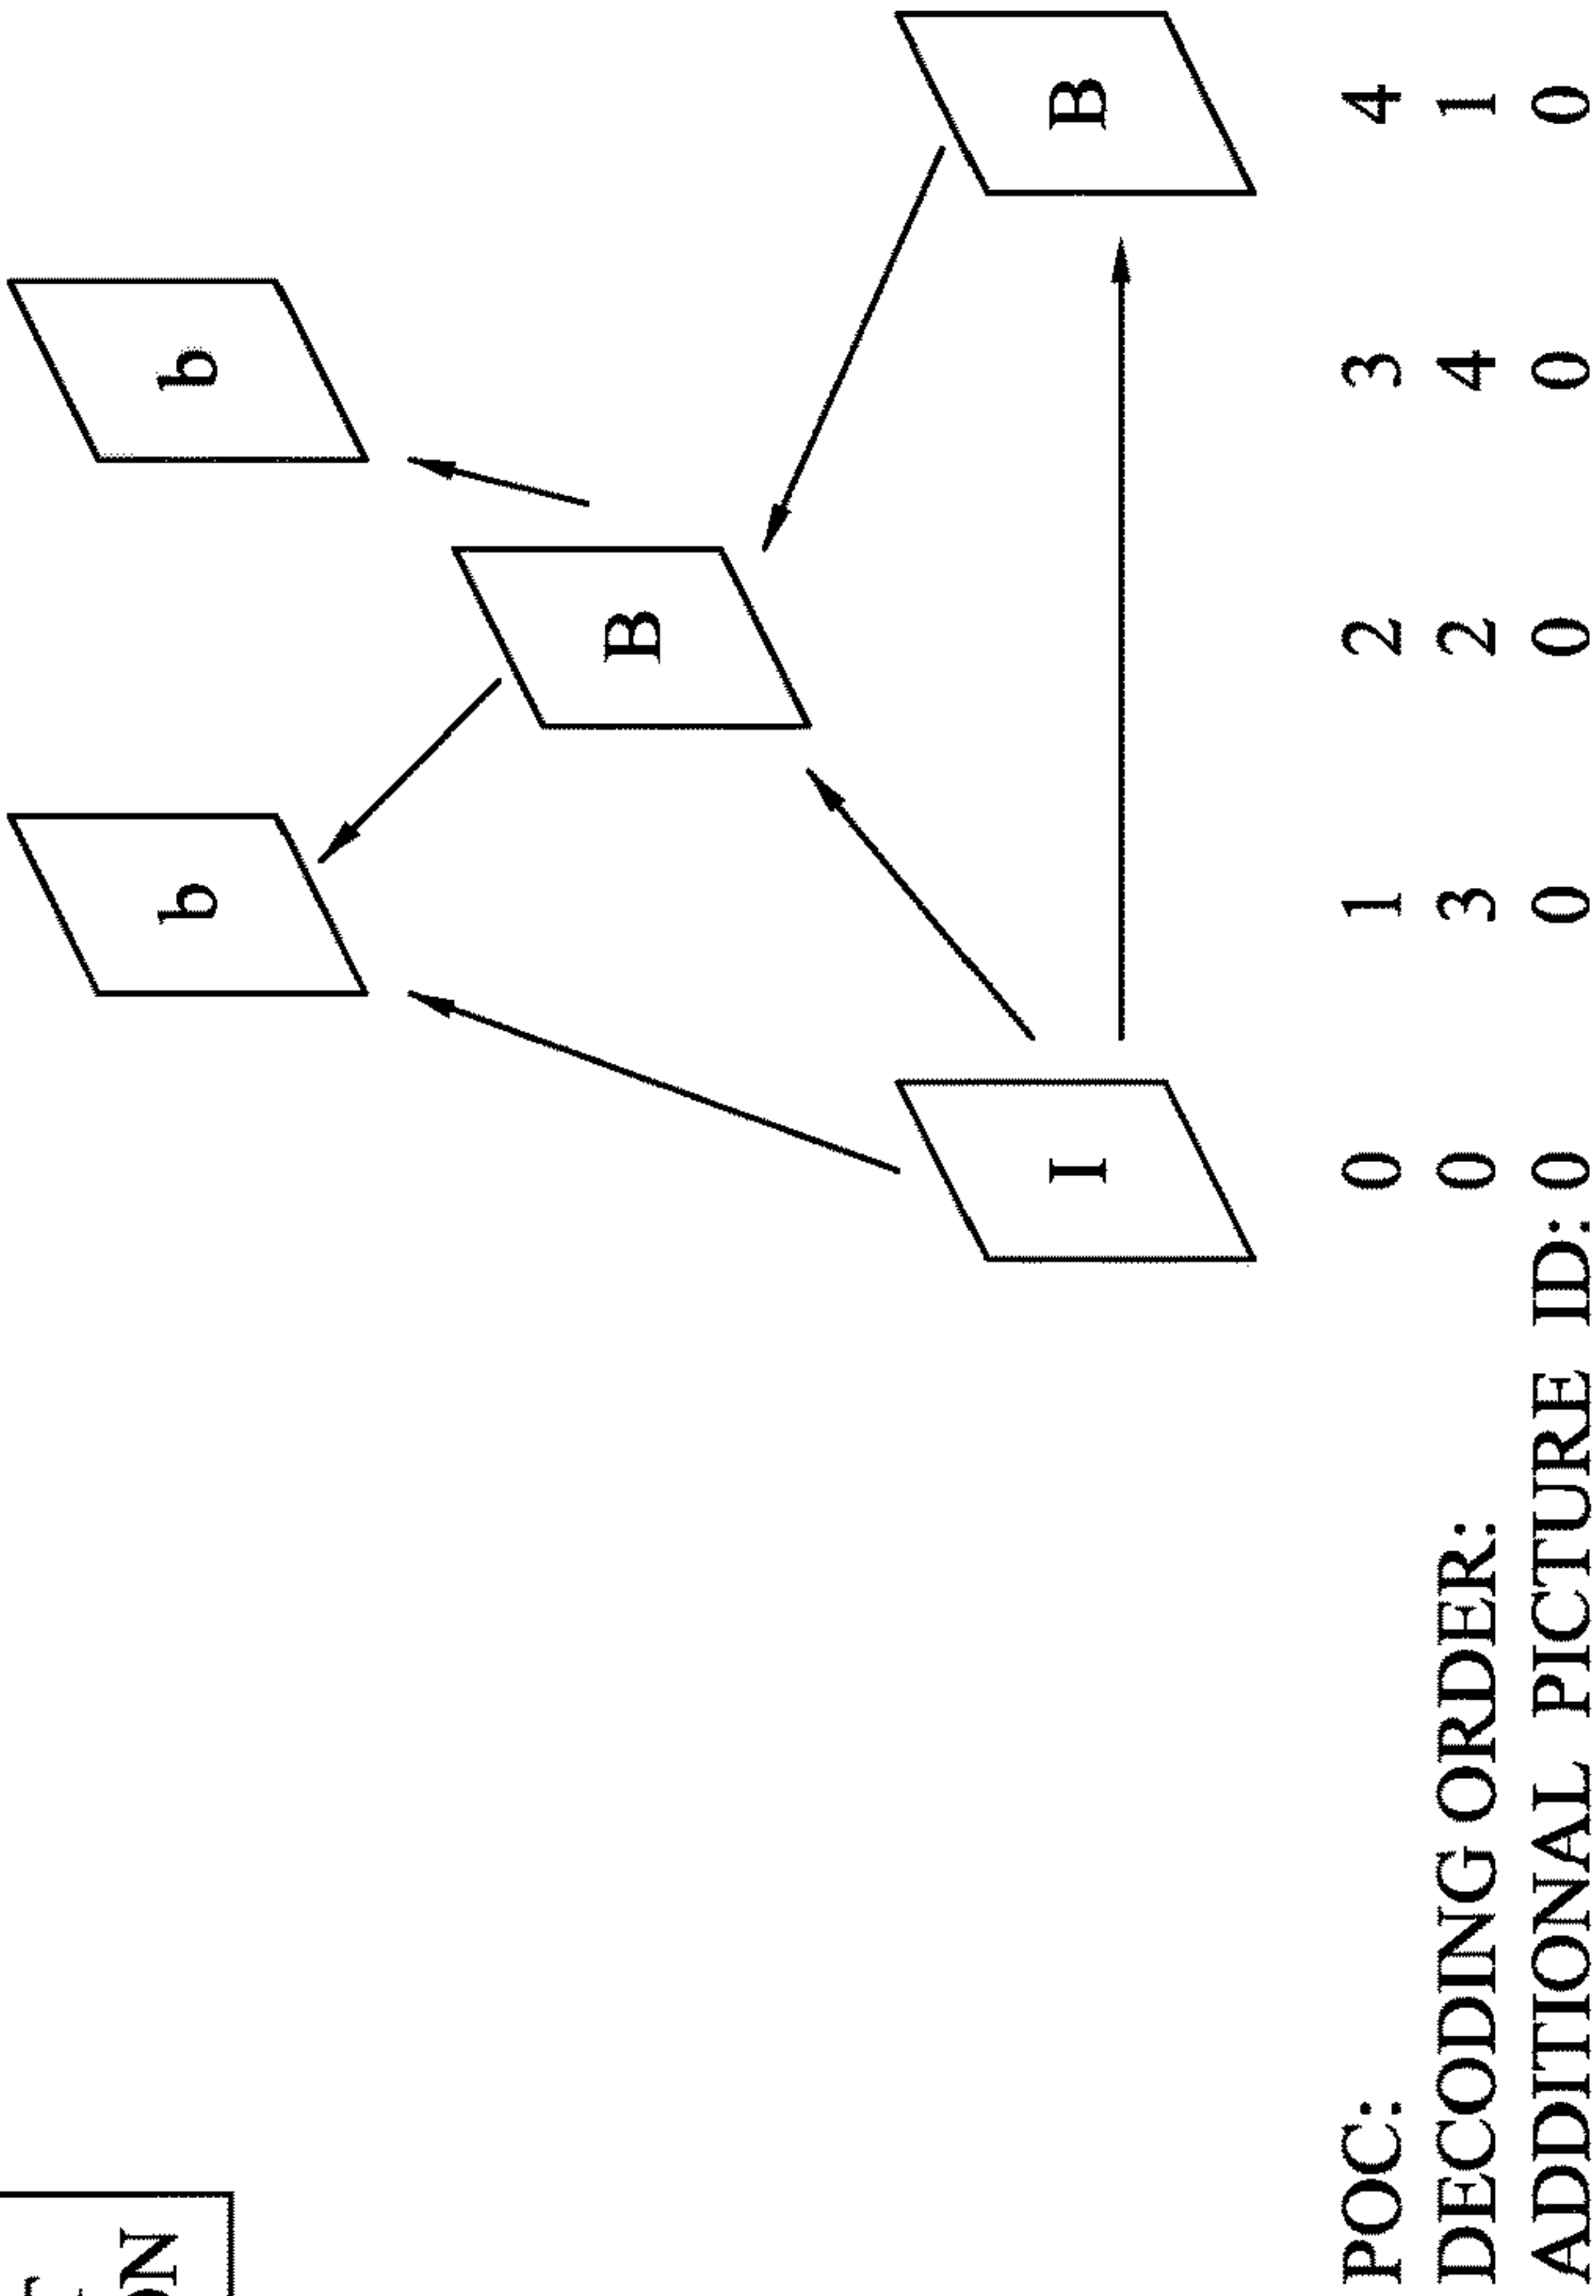 ON
b b
B
I B
POC: 0 1 2 3 4
DECODING ORDER: 0 3 2 4 1
ADDITIONAL PICTURE ID: 0 0 0 0 0